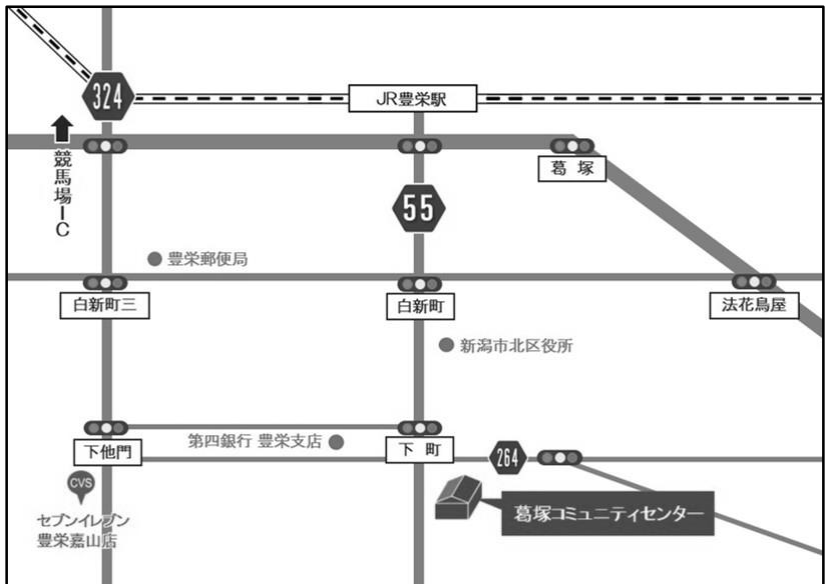 324
JR豊栄駅
競馬場IC
葛塚
55
豊栄郵便局
白新町三
白新町
法花鳥屋
新潟市北区役所
下他門
第四銀行 豊栄支店
下町
264
CVS
セブンイレブン
豊栄嘉山店
葛塚コミュニティセンター